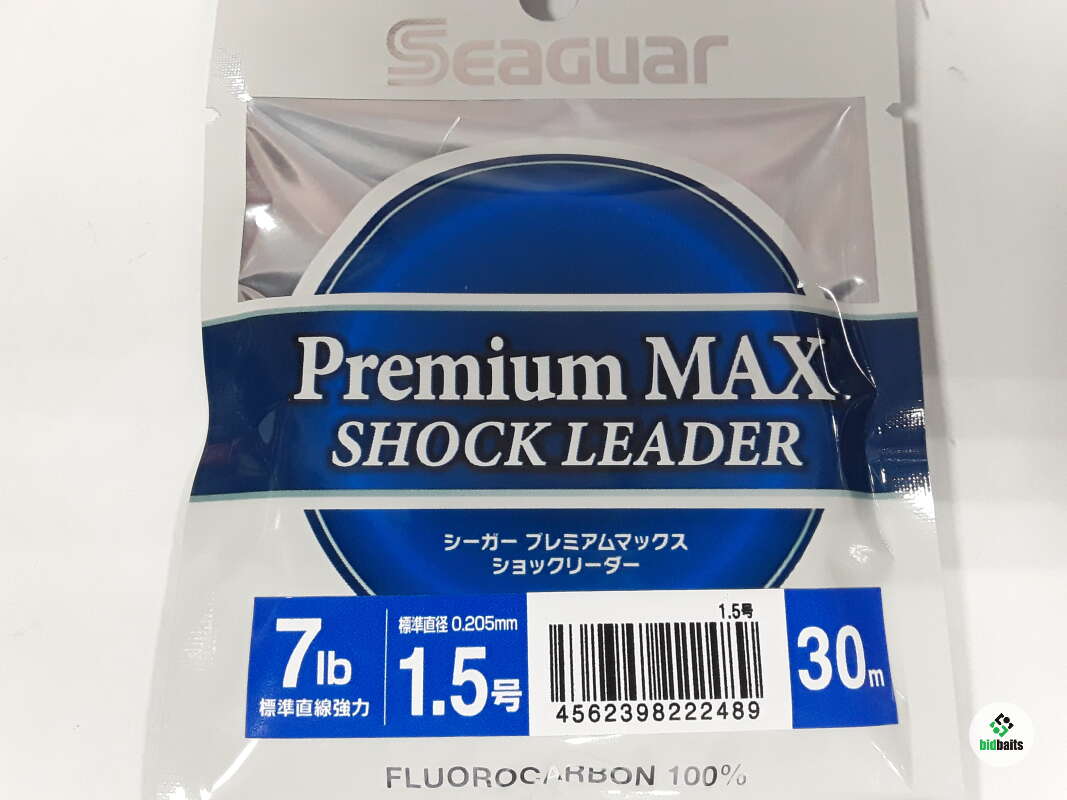 Seaguar
Premium MAX
SHOCK LEADER
シーガー プレミアムマックス
ショックリーダー
7lb
標準直線強力
標準直径 0.205mm
1.5号
1.5号
4562398222489
30m
FLUOROCARBON 100%
bidbaits